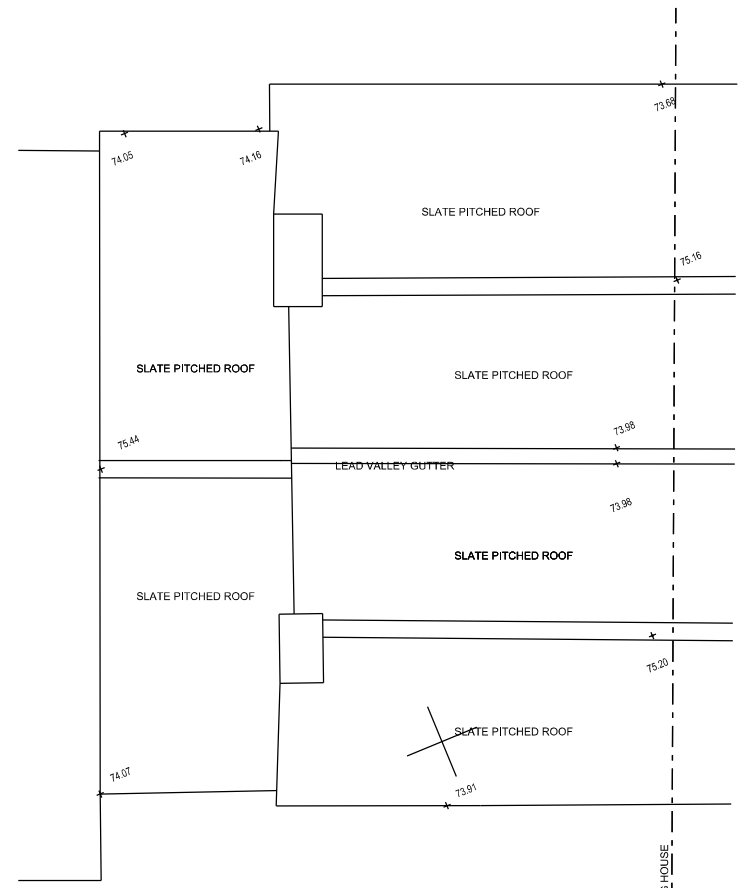 73.68
74.05
74.16
SLATE PITCHED ROOF
75.16
SLATE PITCHED ROOF
SLATE PITCHED ROOF
73.98
75.44
LEAD VALLEY GUTTER
73.98
SLATE PITCHED ROOF
SLATE PITCHED ROOF
75.20
SLATE PITCHED ROOF
74.07
73.91
HOUSE